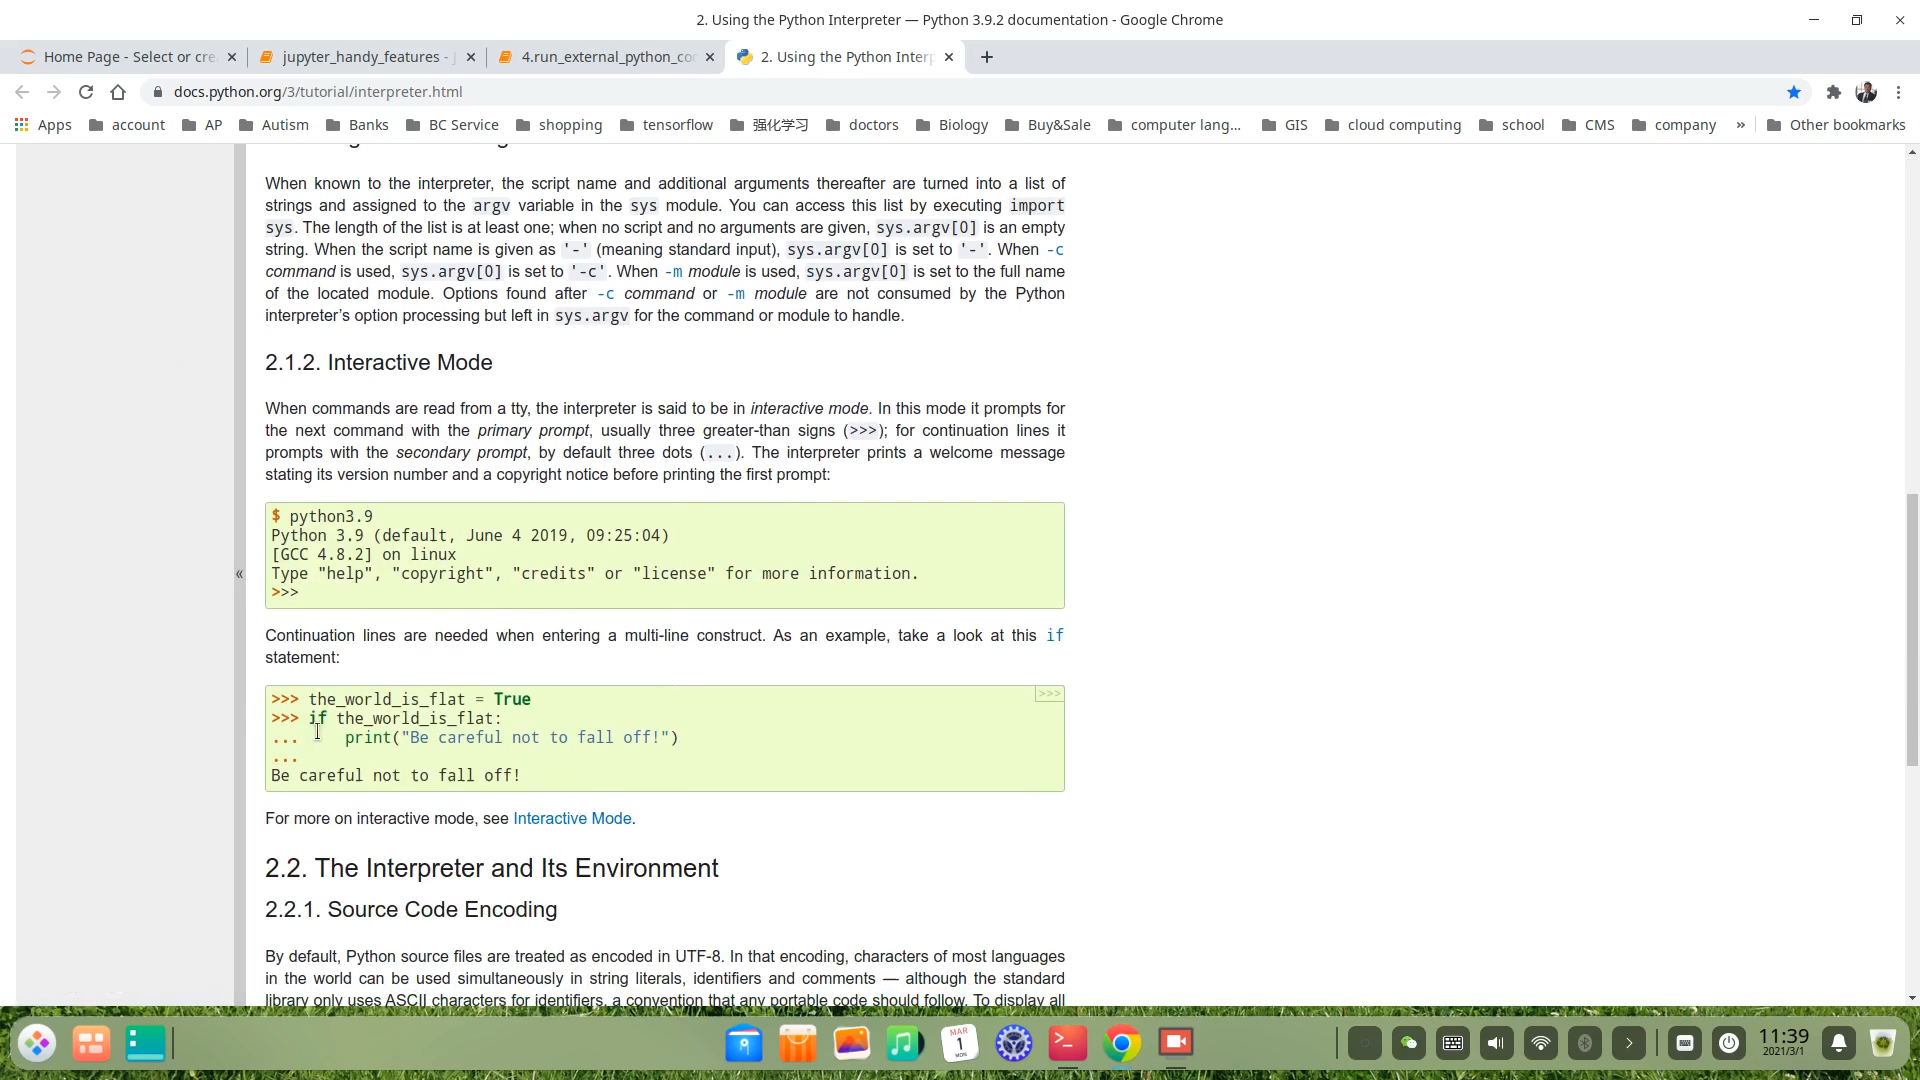 2. Using the Python Interpreter — Python 3.9.2 documentation - Google Chrome
Home Page - Select or cre
jupyter_handy_features - J
4.run_external_python_co
2. Using the Python Interp
docs.python.org/3/tutorial/interpreter.html
Apps account AP Autism Banks BC Service shopping tensorflow 强化学习 doctors Biology Buy&Sale computer lang... GIS cloud computing school CMS company » Other bookmarks
When known to the interpreter, the script name and additional arguments thereafter are turned into a list of
strings and assigned to the argv variable in the sys module. You can access this list by executing import
sys. The length of the list is at least one; when no script and no arguments are given, sys.argv[0] is an empty
string. When the script name is given as '-' (meaning standard input), sys.argv[0] is set to '-'. When -c
command is used, sys.argv[0] is set to '-c'. When -m module is used, sys.argv[0] is set to the full name
of the located module. Options found after -c command or -m module are not consumed by the Python
interpreter's option processing but left in sys.argv for the command or module to handle.
2.1.2. Interactive Mode
When commands are read from a tty, the interpreter is said to be in interactive mode. In this mode it prompts for
the next command with the primary prompt, usually three greater-than signs (>>>); for continuation lines it
prompts with the secondary prompt, by default three dots (...). The interpreter prints a welcome message
stating its version number and a copyright notice before printing the first prompt:
$ python3.9
Python 3.9 (default, June 4 2019, 09:25:04)
[GCC 4.8.2] on linux
Type "help", "copyright", "credits" or "license" for more information.
>>>
«
Continuation lines are needed when entering a multi-line construct. As an example, take a look at this if
statement:
>>> the_world_is_flat = True
>>>
>>> if the_world_is_flat:
...     print("Be careful not to fall off!")
...
Be careful not to fall off!
For more on interactive mode, see Interactive Mode.
2.2. The Interpreter and Its Environment
2.2.1. Source Code Encoding
By default, Python source files are treated as encoded in UTF-8. In that encoding, characters of most languages
in the world can be used simultaneously in string literals, identifiers and comments — although the standard
library only uses ASCII characters for identifiers, a convention that any portable code should follow. To display all
MAR
1
MON
11:39
2021/3/1